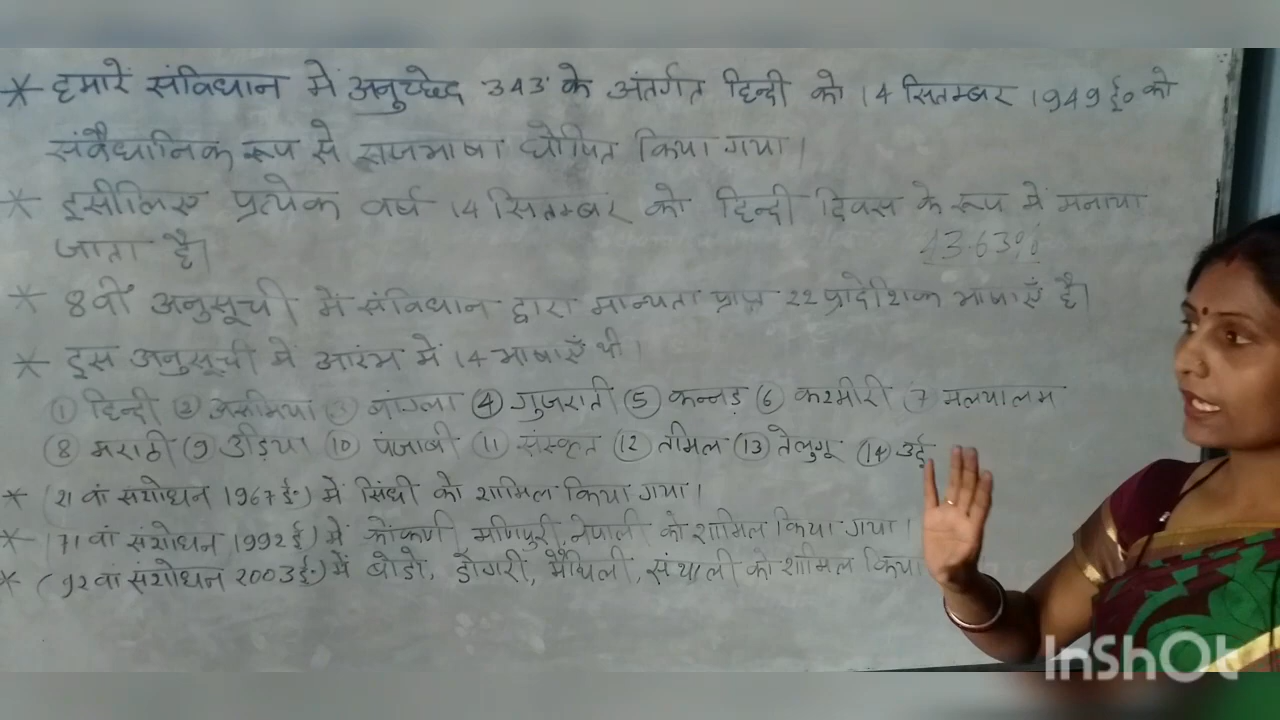 * हमारें संविधान में अनुच्छेद 343 के अंतर्गत हिन्दी को 14 सितम्बर 1949 ई० को
संवैधानिक रूप से राजभाषा घोषित किया गया।
* इसीलिए प्रत्येक वर्ष 14 सितम्बर को हिन्दी दिवस के रूप में मनाया
जाता है।
43.63%
* 8वीं अनुसूची में संविधान द्वारा मान्यता प्राप्त 22 प्रादेशिक भाषाएँ है।
* इस अनुसूची में आरंभ में 14 भाषाएँ थी।
① हिन्दी ② असमिया ③ बांग्ला ④ गुजराती ⑤ कन्नड़ ⑥ कश्मीरी ⑦ मलयालम
⑧ मराठी ⑨ उड़िया ⑩ पंजाबी ⑪ संस्कृत ⑫ तमिल ⑬ तेलुगू ⑭ उर्दू
* (21 वां संशोधन 1967 ई०) में सिंधी को शामिल किया गया।
* (71 वां संशोधन 1992 ई) में कोंकणी, मणिपुरी, नेपाली को शामिल किया गया।
* (92 वां संशोधन 2003 ई०) में बोडो, डोगरी, मैथिली, संथाली को शामिल किया
InShOt